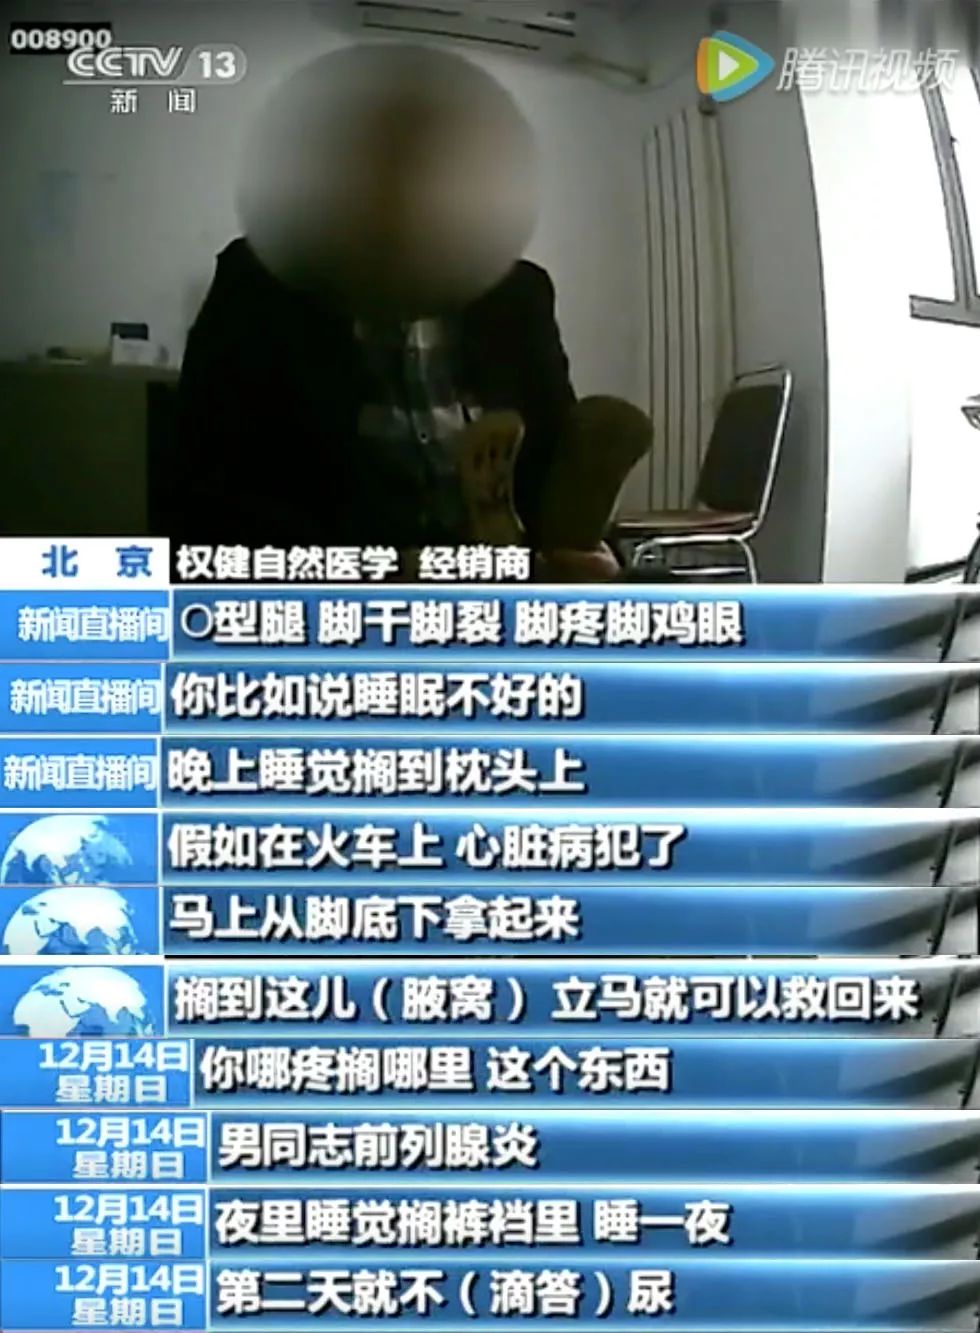 008900
CCTV 13
新闻
腾讯视频
北京 权健自然医学 经销商
新闻直播间 O型腿 脚干脚裂 脚疼脚鸡眼
新闻直播间 你比如说睡眠不好的
新闻直播间 晚上睡觉搁到枕头上
假如在火车上 心脏病犯了
马上从脚底下拿起来
搁到这儿（腋窝） 立马就可以救回来
12月14日
星期日
你哪疼搁哪里 这个东西
12月14日
星期日
男同志前列腺炎
12月14日
星期日
夜里睡觉搁裤裆里 睡一夜
12月14日
星期日
第二天就不（滴答）尿